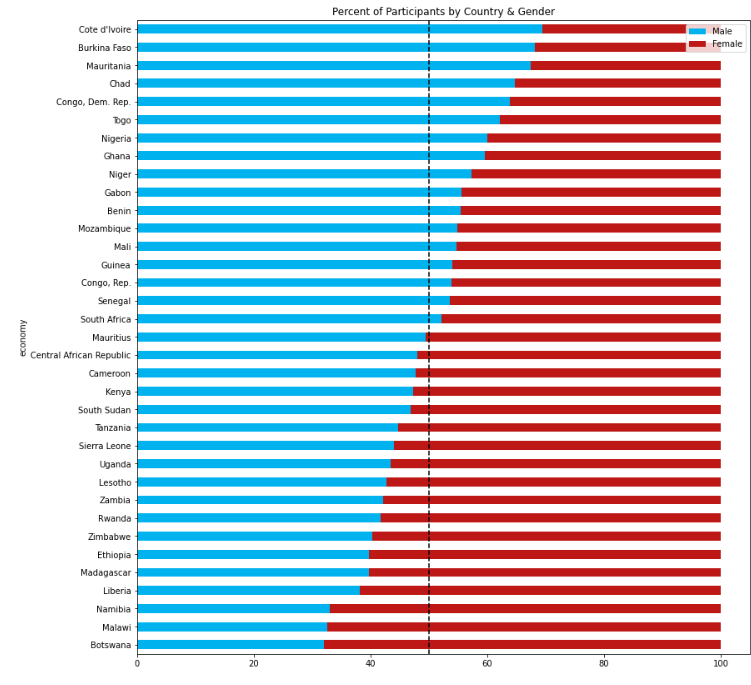 Percent of Participants by Country & Gender
Male
Female
economy
Cote d'Ivoire
Burkina Faso
Mauritania
Chad
Congo, Dem. Rep.
Togo
Nigeria
Ghana
Niger
Gabon
Benin
Mozambique
Mali
Guinea
Congo, Rep.
Senegal
South Africa
Mauritius
Central African Republic
Cameroon
Kenya
South Sudan
Tanzania
Sierra Leone
Uganda
Lesotho
Zambia
Rwanda
Zimbabwe
Ethiopia
Madagascar
Liberia
Namibia
Malawi
Botswana
0 20 40 60 80 100